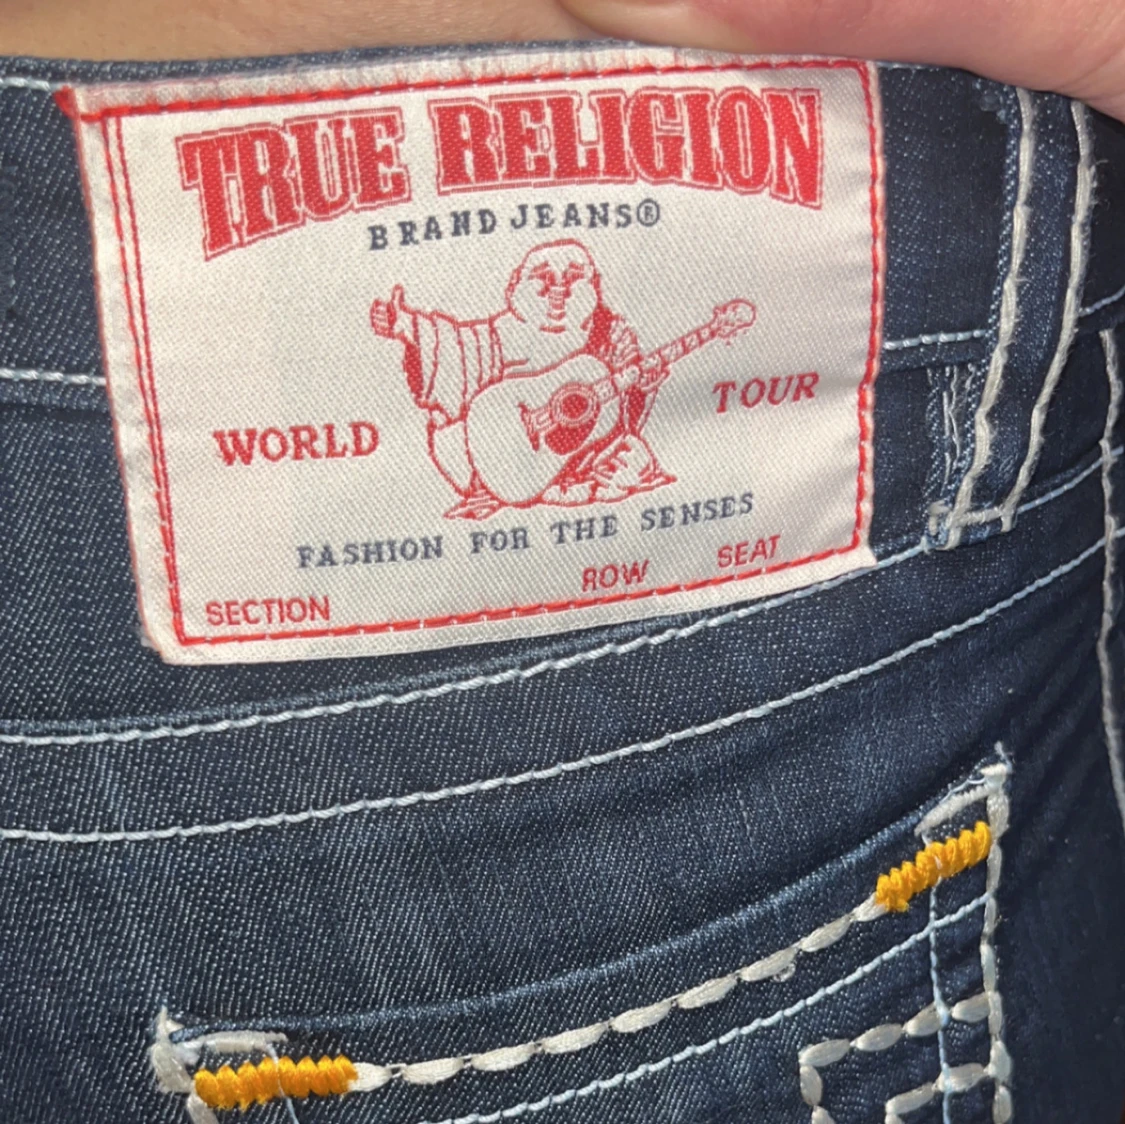 TRUE RELIGION
BRAND JEANS®
WORLD TOUR
FASHION FOR THE SENSES
SECTION ROW SEAT